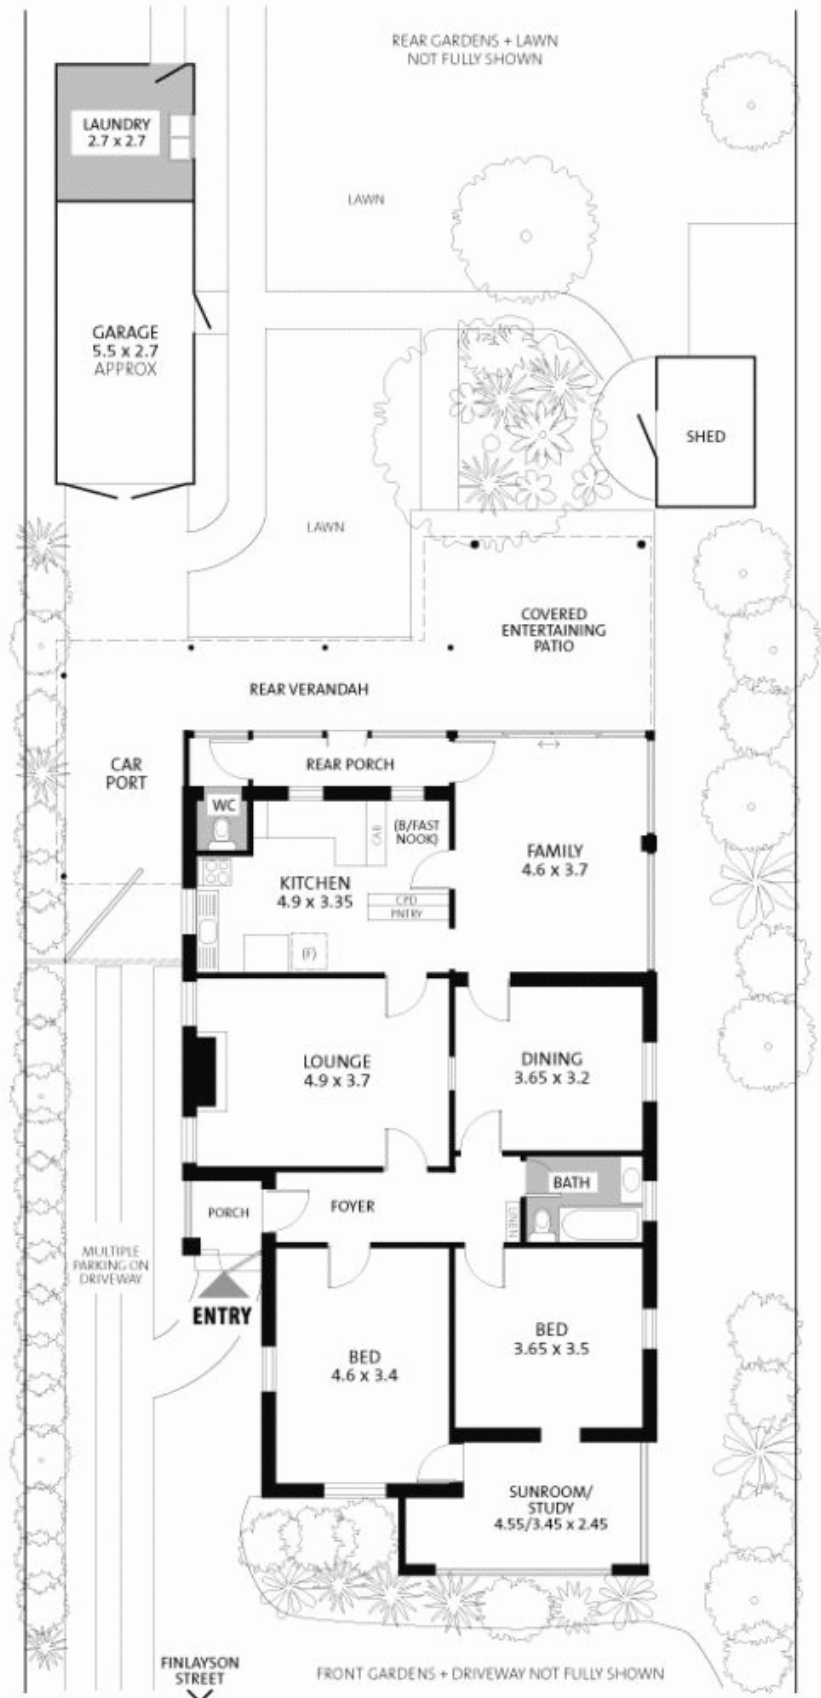 REAR GARDENS + LAWN
NOT FULLY SHOWN
LAUNDRY
2.7 x 2.7
LAWN
GARAGE
5.5 x 2.7
APPROX
SHED
LAWN
COVERED
ENTERTAINING
PATIO
REAR VERANDAH
CAR
PORT
REAR PORCH
WC
CAB
(B/FAST
NOOK)
FAMILY
4.6 x 3.7
KITCHEN
4.9 x 3.35
CPD
PNTRY
(F)
LOUNGE
4.9 x 3.7
DINING
3.65 x 3.2
BATH
PORCH
FOYER
LINEN
MULTIPLE
PARKING ON
DRIVEWAY
ENTRY
BED
4.6 x 3.4
BED
3.65 x 3.5
SUNROOM/
STUDY
4.55/3.45 x 2.45
FINLAYSON
STREET
FRONT GARDENS + DRIVEWAY NOT FULLY SHOWN